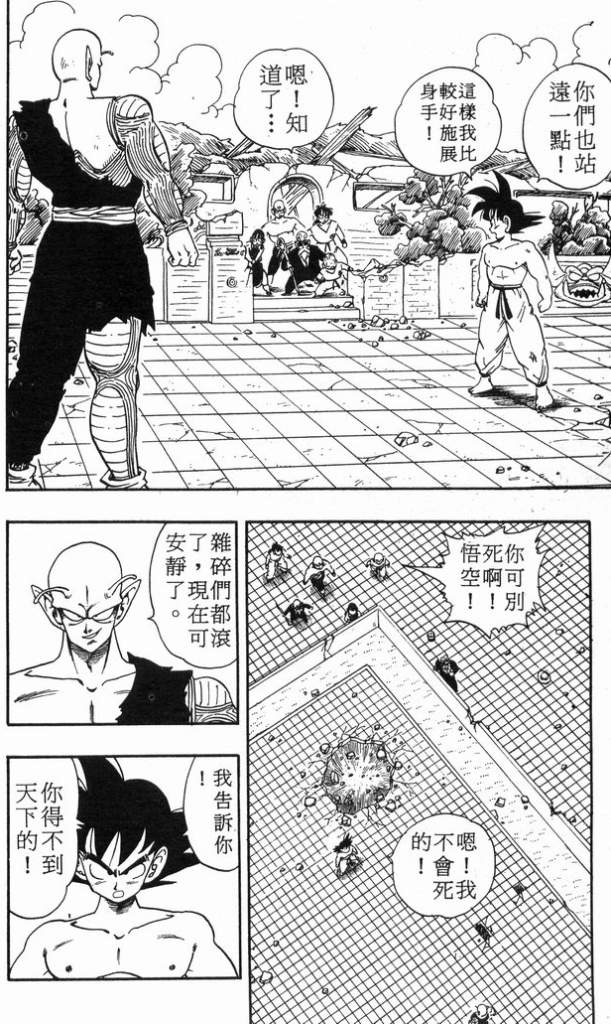 你們也站
遠一點！
這樣我比
較好施展
身手！
嗯！知
道了…
你可別
死啊！
悟空！
嗯！我
不會死
的！
雜碎們都滾
了，現在可
安靜了。
我告訴你
！
你得不到
天下的！